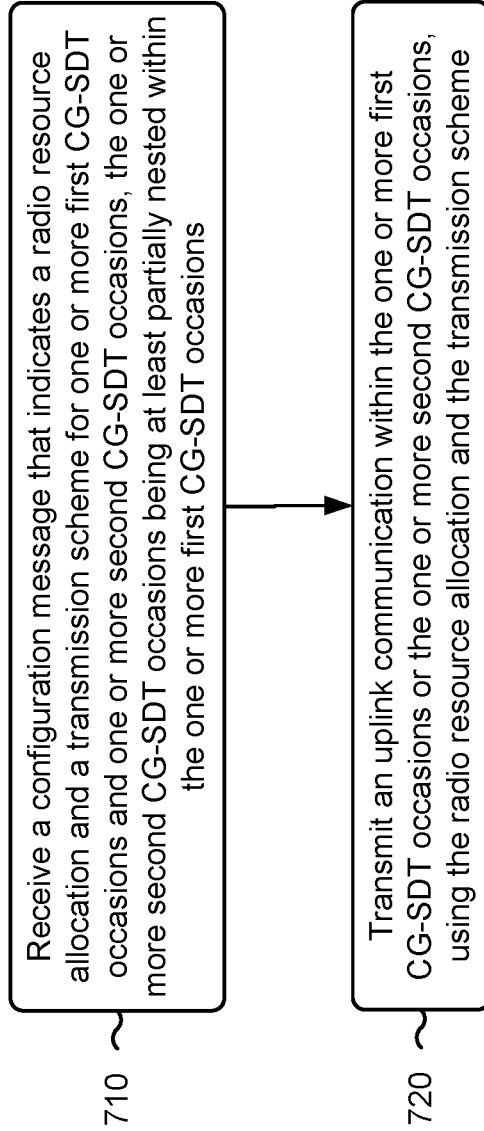 710
Receive a configuration message that indicates a radio resource
allocation and a transmission scheme for one or more first CG-SDT
occasions and one or more second CG-SDT occasions, the one or
more second CG-SDT occasions being at least partially nested within
the one or more first CG-SDT occasions
720
Transmit an uplink communication within the one or more first
CG-SDT occasions or the one or more second CG-SDT occasions,
using the radio resource allocation and the transmission scheme